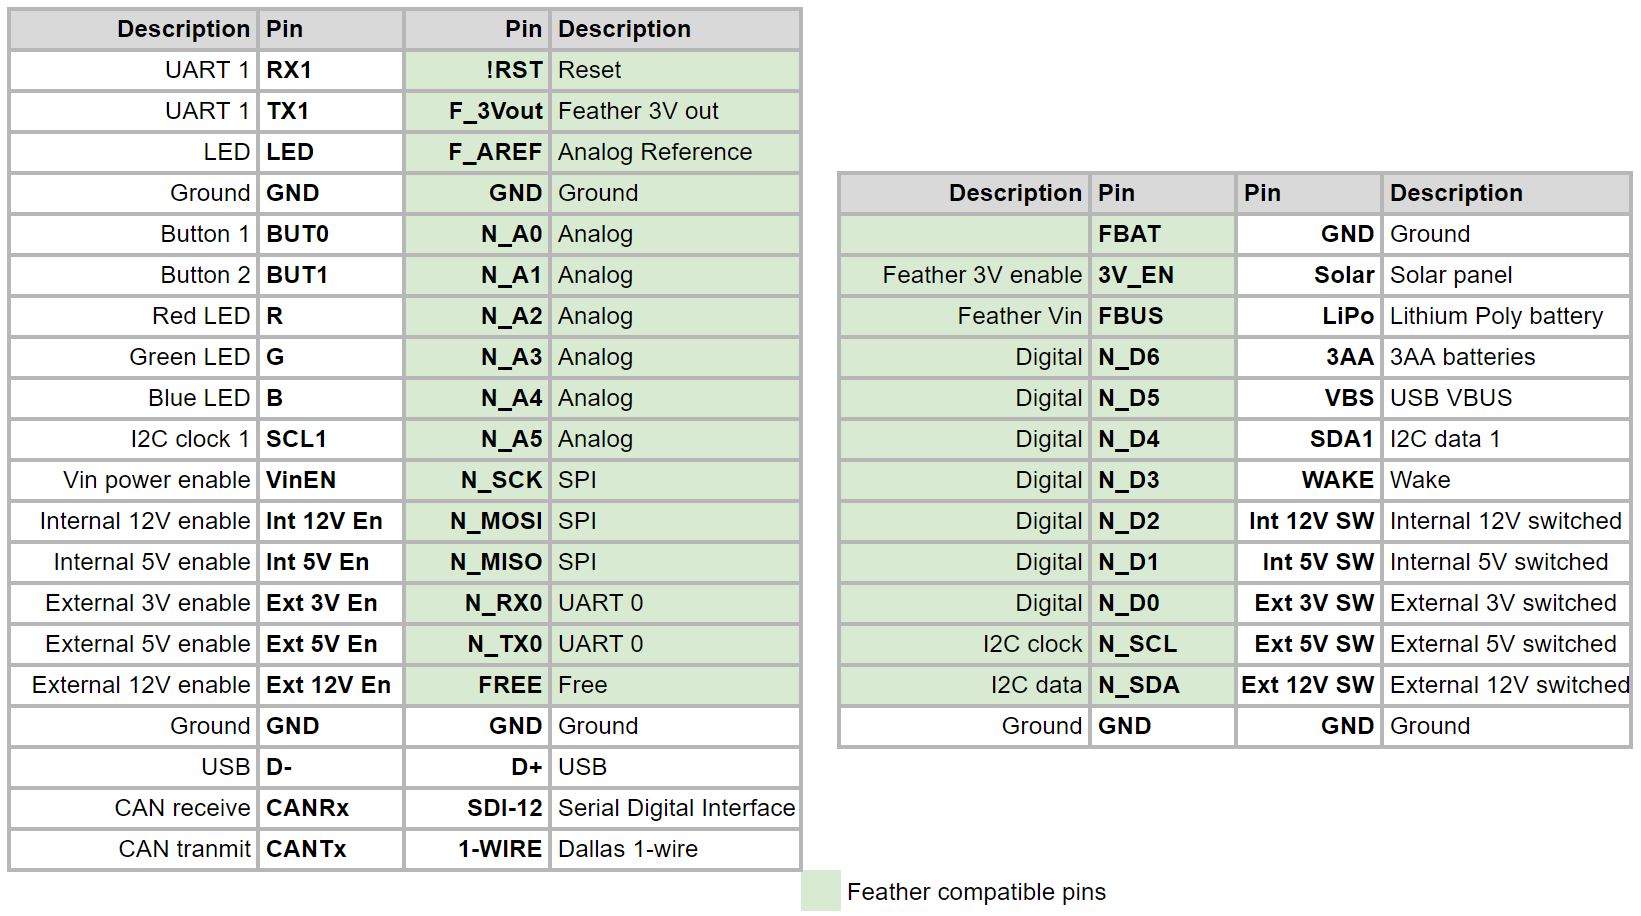 Description Pin Pin Description
UART 1 RX1 !RST Reset
UART 1 TX1 F_3Vout Feather 3V out
LED LED F_AREF Analog Reference
Ground GND GND Ground
Button 1 BUT0 N_A0 Analog
Button 2 BUT1 N_A1 Analog
Red LED R N_A2 Analog
Green LED G N_A3 Analog
Blue LED B N_A4 Analog
I2C clock 1 SCL1 N_A5 Analog
Vin power enable VinEN N_SCK SPI
Internal 12V enable Int 12V En N_MOSI SPI
Internal 5V enable Int 5V En N_MISO SPI
External 3V enable Ext 3V En N_RX0 UART 0
External 5V enable Ext 5V En N_TX0 UART 0
External 12V enable Ext 12V En FREE Free
Ground GND GND Ground
USB D- D+ USB
CAN receive CANRx SDI-12 Serial Digital Interface
CAN tranmit CANTx 1-WIRE Dallas 1-wire
Description Pin Pin Description
FBAT GND Ground
Feather 3V enable 3V_EN Solar Solar panel
Feather Vin FBUS LiPo Lithium Poly battery
Digital N_D6 3AA 3AA batteries
Digital N_D5 VBS USB VBUS
Digital N_D4 SDA1 I2C data 1
Digital N_D3 WAKE Wake
Digital N_D2 Int 12V SW Internal 12V switched
Digital N_D1 Int 5V SW Internal 5V switched
Digital N_D0 Ext 3V SW External 3V switched
I2C clock N_SCL Ext 5V SW External 5V switched
I2C data N_SDA Ext 12V SW External 12V switched
Ground GND GND Ground
Feather compatible pins